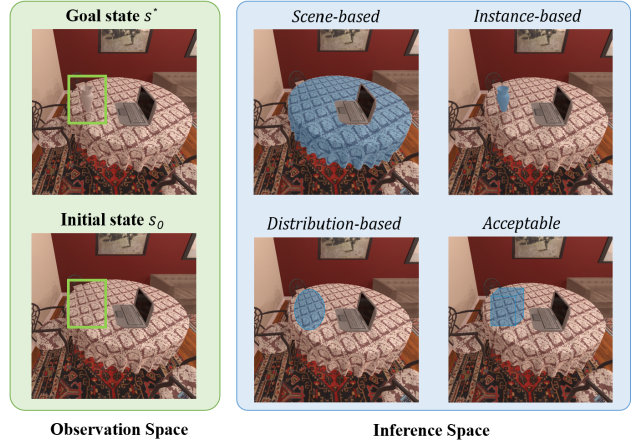 Goal state s*
Scene-based
Instance-based
Initial state s₀
Distribution-based
Acceptable
Observation Space
Inference Space